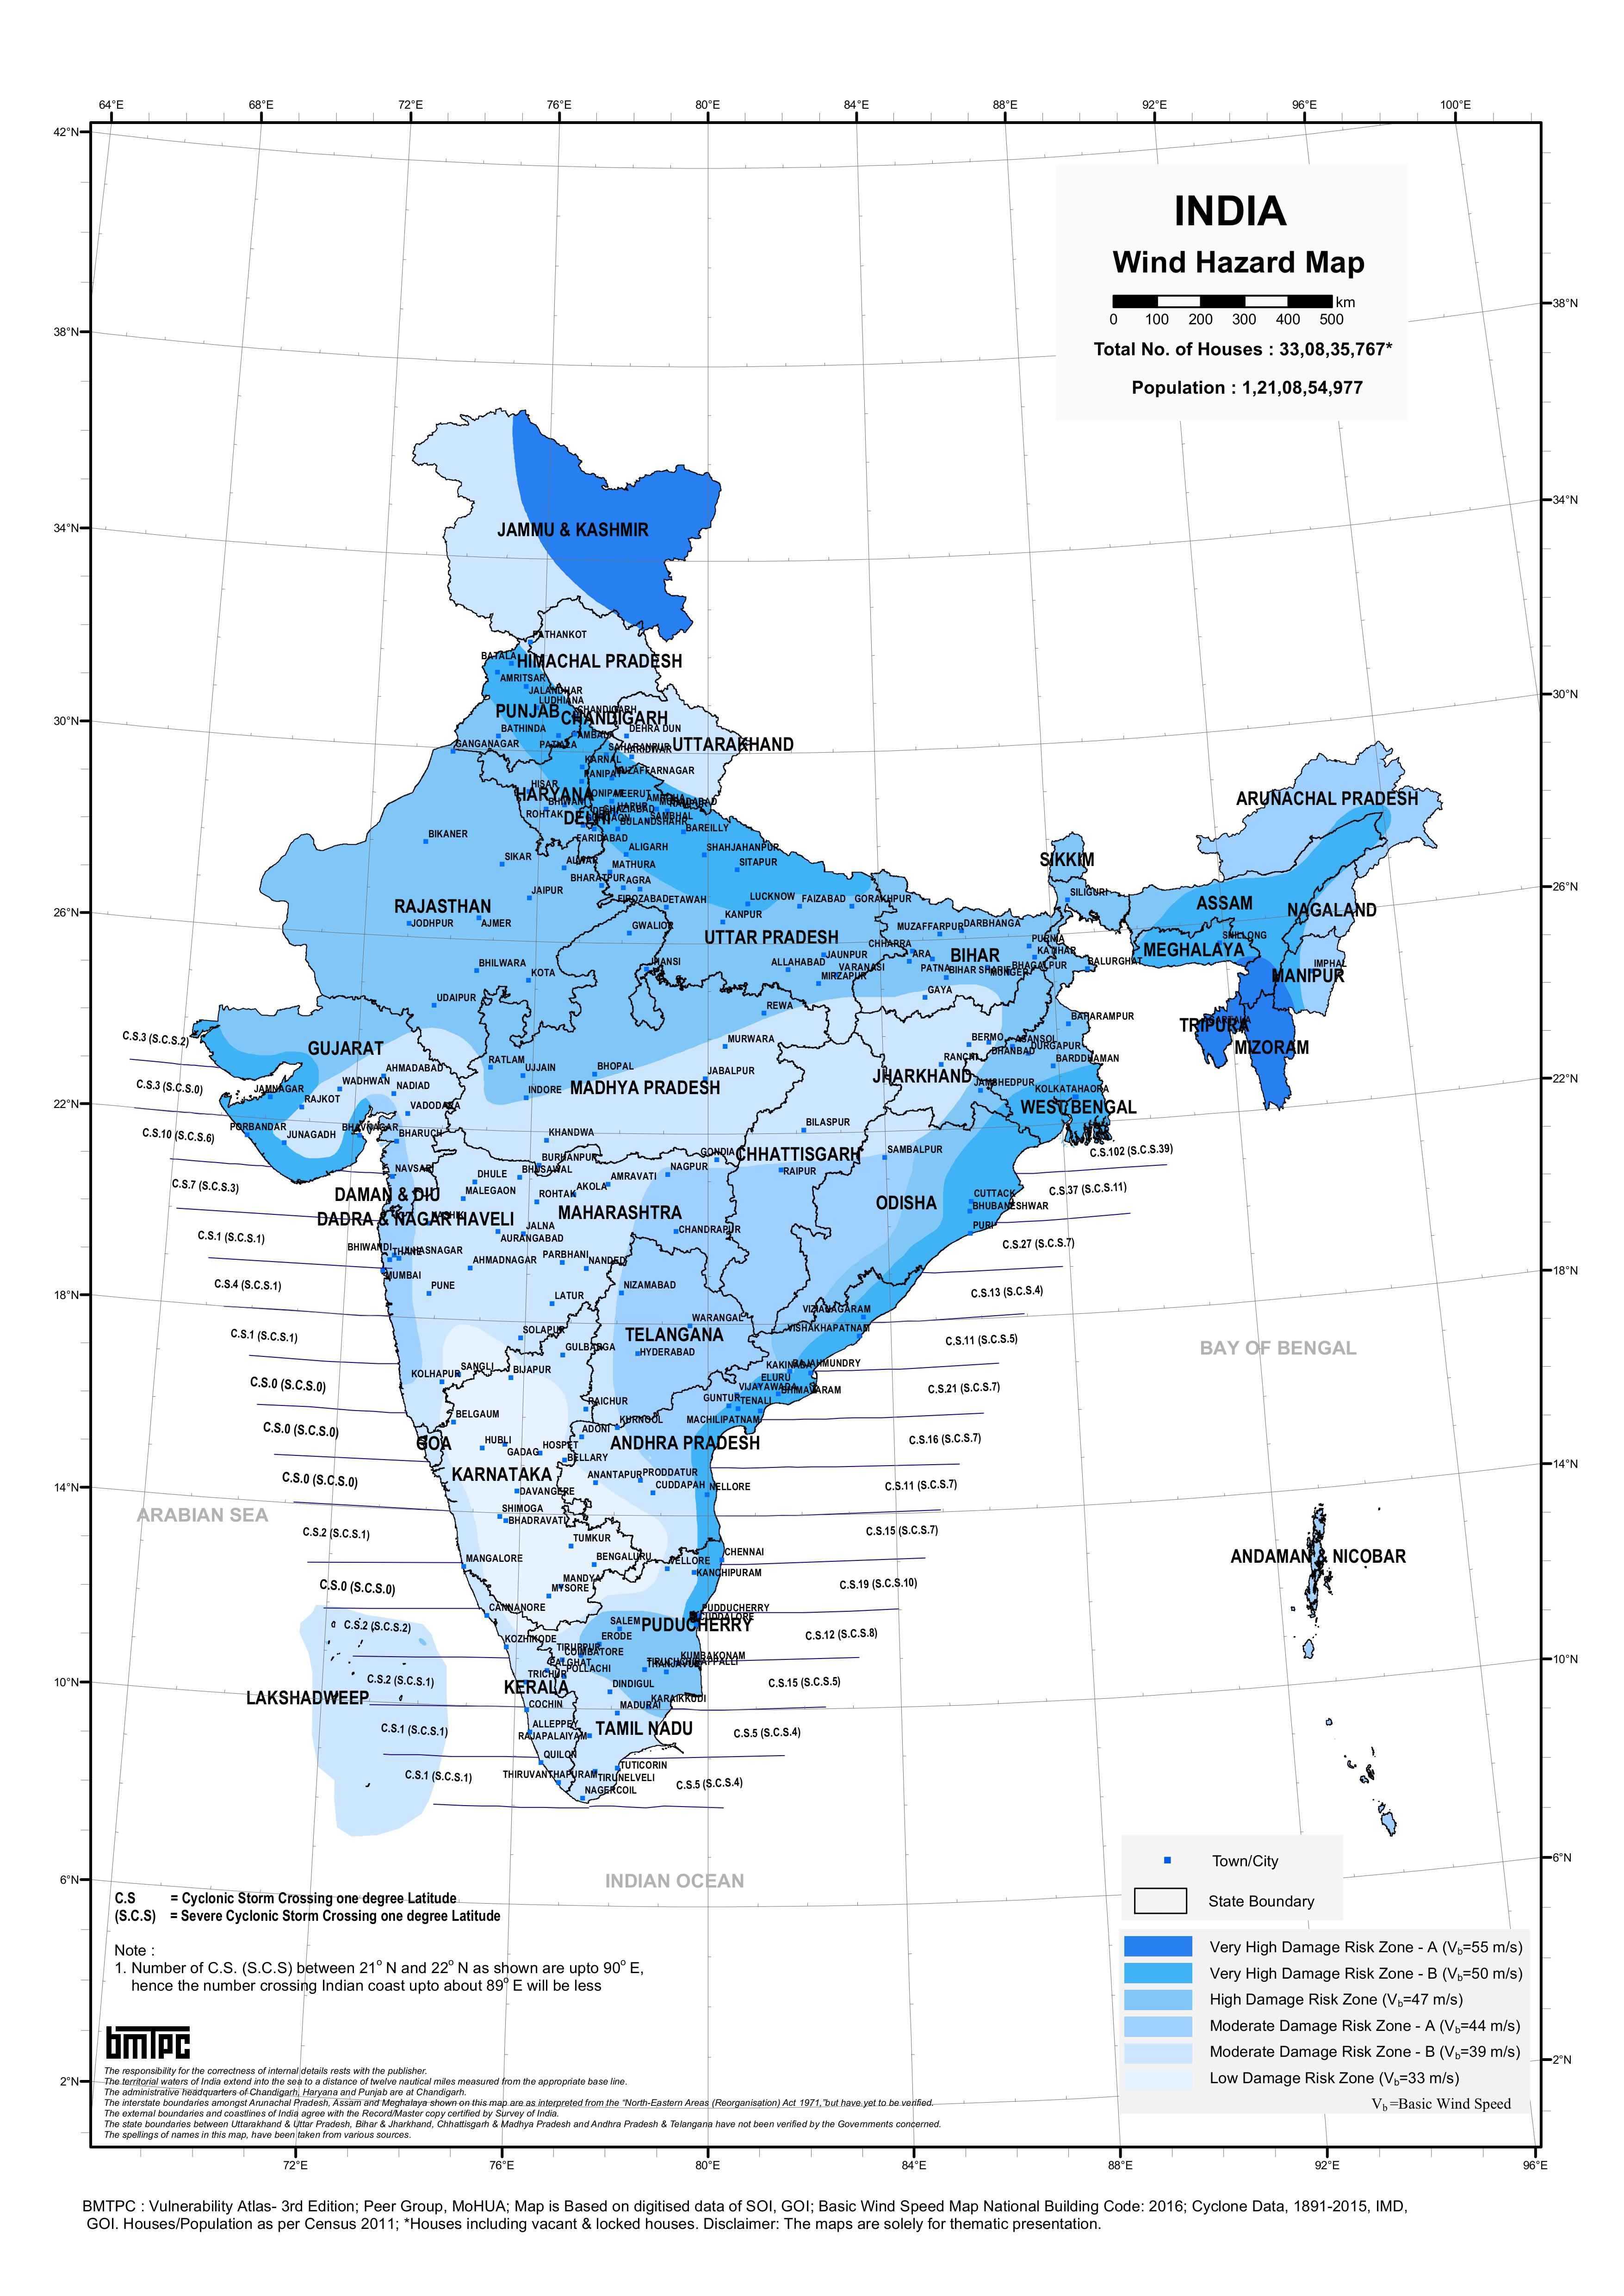 64°E 68°E 72°E 76°E 80°E 84°E 88°E 92°E 96°E 100°E
42°N
INDIA
Wind Hazard Map
km
0 100 200 300 400 500
Total No. of Houses : 33,08,35,767*
Population : 1,21,08,54,977
38°N
38°N
34°N
34°N
30°N
30°N
26°N
26°N
22°N
22°N
18°N
18°N
14°N
14°N
10°N
10°N
6°N
6°N
2°N
2°N
JAMMU & KASHMIR
PATHANKOT
BATALA
HIMACHAL PRADESH
AMRITSAR
JALANDHAR
LUDHIANA
PUNJAB
CHANDIGARH
CHANDIGARH
BATHINDA
DEHRA DUN
AMBALA
PATIALA
GANGANAGAR
SAHARANPUR
HARIDWAR
UTTARAKHAND
KARNAL
PANIPAT
MUZAFFARNAGAR
HISAR
HARYANA
SONIPAT
MEERUT
BHIWANI
HAPUR
GHAZIABAD
ROHTAK
DELHI
SAMBHAL
BULANDSHAHR
BAREILLY
FARIDABAD
BIKANER
ALIGARH
SHAHJAHANPUR
SIKAR
ALWAR
MATHURA
SITAPUR
BHARATPUR
AGRA
JAIPUR
FIROZABAD
ETAWAH
LUCKNOW
FAIZABAD
GORAKHPUR
RAJASTHAN
JODHPUR
AJMER
KANPUR
GWALIOR
UTTAR PRADESH
MUZAFFARPUR
DARBHANGA
CHHAPRA
ARA
BIHAR
PURNIA
KATIHAR
BHILWARA
KOTA
JHANSI
JAUNPUR
ALLAHABAD
VARANASI
MIRZAPUR
PATNA
BIHAR SHARIF
MUNGER
BHAGALPUR
BALURGHAT
GAYA
UDAIPUR
REWA
SIKKIM
SILIGURI
ARUNACHAL PRADESH
ASSAM
NAGALAND
SHILLONG
MEGHALAYA
IMPHAL
MANIPUR
TRIPURA
AGARTALA
MIZORAM
BAHARAMPUR
GUJARAT
AHMADABAD
WADHWAN
NADIAD
JAMNAGAR
RAJKOT
VADODARA
PORBANDAR
JUNAGADH
BHAVNAGAR
BHARUCH
RATLAM
UJJAIN
BHOPAL
INDORE
MADHYA PRADESH
MURWARA
JABALPUR
BERMO
ASANSOL
DHANBAD
DURGAPUR
RANCHI
BARDDHAMAN
JHARKHAND
JAMSHEDPUR
KOLKATA
HAORA
WEST BENGAL
KHANDWA
BILASPUR
BURHANPUR
GONDIA
CHHATTISGARH
RAIPUR
SAMBALPUR
NAVSARI
DHULE
BHUSAWAL
AMRAVATI
NAGPUR
AKOLA
MALEGAON
ROHTAK
DAMAN & DIU
DADRA & NAGAR HAVELI
NASHIK
MAHARASHTRA
ODISHA
CUTTACK
BHUBANESHWAR
PURI
JALNA
AURANGABAD
CHANDRAPUR
BHIWANDI
THANE
ULHASNAGAR
MUMBAI
AHMADNAGAR
PARBHANI
NANDED
PUNE
LATUR
NIZAMABAD
WARANGAL
TELANGANA
HYDERABAD
VIZIANAGARAM
VISHAKHAPATNAM
SOLAPUR
GULBARGA
SANGLI
KOLHAPUR
BIJAPUR
KAKINADA
RAJAHMUNDRY
ELURU
VIJAYAWADA
BHIMAVARAM
GUNTUR
TENALI
MACHILIPATNAM
BELGAUM
RAICHUR
KURNOOL
ADONI
GOA
HUBLI
GADAG
HOSPET
BELLARY
ANDHRA PRADESH
KARNATAKA
ANANTAPUR
PRODDATUR
CUDDAPAH
NELLORE
DAVANGERE
SHIMOGA
BHADRAVATI
TUMKUR
BENGALURU
VELLORE
CHENNAI
KANCHIPURAM
MANGALORE
MANDYA
MYSORE
CANNANORE
PUDDUCHERRY
CUDDALORE
PUDUCHERRY
SALEM
ERODE
KOZHIKODE
TIRUPPUR
COIMBATORE
PALGHAT
POLLACHI
KUMBAKONAM
TIRUCHCHIRAPPALLI
THANJAVUR
TRICHUR
KERALA
DINDIGUL
KARAIKKUDI
COCHIN
MADURAI
ALLEPPEY
RAJAPALAIYAM
TAMIL NADU
QUILON
THIRUVANTHAPURAM
TUTICORIN
TIRUNELVELI
NAGERCOIL
LAKSHADWEEP
ANDAMAN & NICOBAR
ARABIAN SEA
BAY OF BENGAL
INDIAN OCEAN
C.S.3 (S.C.S.2)
C.S.3 (S.C.S.0)
C.S.10 (S.C.S.6)
C.S.7 (S.C.S.3)
C.S.1 (S.C.S.1)
C.S.4 (S.C.S.1)
C.S.1 (S.C.S.1)
C.S.0 (S.C.S.0)
C.S.0 (S.C.S.0)
C.S.0 (S.C.S.0)
C.S.2 (S.C.S.1)
C.S.0 (S.C.S.0)
C.S.2 (S.C.S.2)
C.S.2 (S.C.S.1)
C.S.1 (S.C.S.1)
C.S.1 (S.C.S.1)
C.S.102 (S.C.S.39)
C.S.37 (S.C.S.11)
C.S.27 (S.C.S.7)
C.S.13 (S.C.S.4)
C.S.11 (S.C.S.5)
C.S.21 (S.C.S.7)
C.S.16 (S.C.S.7)
C.S.11 (S.C.S.7)
C.S.15 (S.C.S.7)
C.S.19 (S.C.S.10)
C.S.12 (S.C.S.8)
C.S.15 (S.C.S.5)
C.S.5 (S.C.S.4)
C.S.5 (S.C.S.4)
C.S = Cyclonic Storm Crossing one degree Latitude
(S.C.S) = Severe Cyclonic Storm Crossing one degree Latitude
Note :
1. Number of C.S. (S.C.S) between 21° N and 22° N as shown are upto 90° E,
hence the number crossing Indian coast upto about 89° E will be less
Town/City
State Boundary
Very High Damage Risk Zone - A (Vb=55 m/s)
Very High Damage Risk Zone - B (Vb=50 m/s)
High Damage Risk Zone (Vb=47 m/s)
Moderate Damage Risk Zone - A (Vb=44 m/s)
Moderate Damage Risk Zone - B (Vb=39 m/s)
Low Damage Risk Zone (Vb=33 m/s)
Vb =Basic Wind Speed
bmtpc
The responsibility for the correctness of internal details rests with the publisher.
The territorial waters of India extend into the sea to a distance of twelve nautical miles measured from the appropriate base line.
The administrative headquarters of Chandigarh, Haryana and Punjab are at Chandigarh.
The interstate boundaries amongst Arunachal Pradesh, Assam and Meghalaya shown on this map are as interpreted from the "North-Eastern Areas (Reorganisation) Act 1971,"but have yet to be verified.
The external boundaries and coastlines of India agree with the Record/Master copy certified by Survey of India.
The state boundaries between Uttarakhand & Uttar Pradesh, Bihar & Jharkhand, Chhattisgarh & Madhya Pradesh and Andhra Pradesh & Telangana have not been verified by the Governments concerned.
The spellings of names in this map, have been taken from various sources.
72°E 76°E 80°E 84°E 88°E 92°E 96°E
BMTPC : Vulnerability Atlas- 3rd Edition; Peer Group, MoHUA; Map is Based on digitised data of SOI, GOI; Basic Wind Speed Map National Building Code: 2016; Cyclone Data, 1891-2015, IMD,
GOI. Houses/Population as per Census 2011; *Houses including vacant & locked houses. Disclaimer: The maps are solely for thematic presentation.